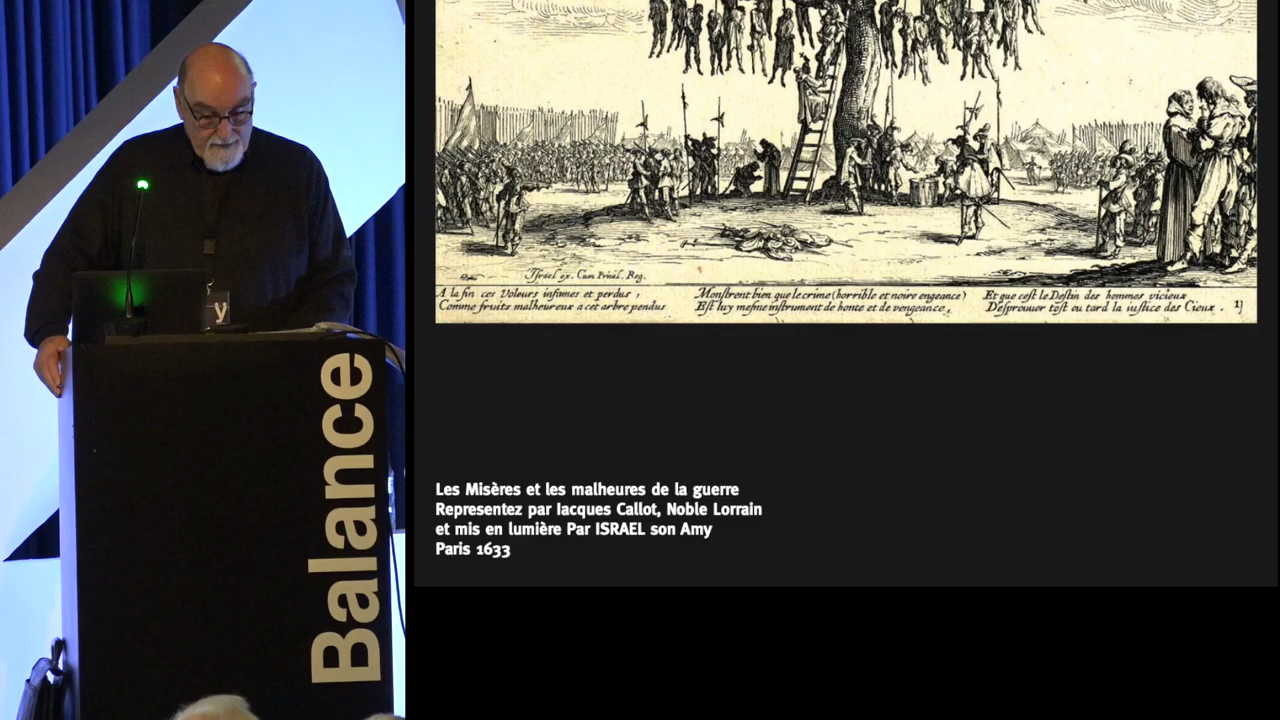 y
Balance
Israel ex. Cum Privil. Reg.
A la fin ces Voleurs infames et perdus ,
Comme fruits malheureux a cet arbre pendus
Monstrent bien que le crime (horrible et noire engeance)
Est luy mesme instrument de honte et de vengeance ,
Et que cest le Destin des hommes vicieux
Desprouuer tost ou tard la iustice des Cieux .
Les Misères et les malheures de la guerre
Representez par Iacques Callot, Noble Lorrain
et mis en lumière Par ISRAEL son Amy
Paris 1633